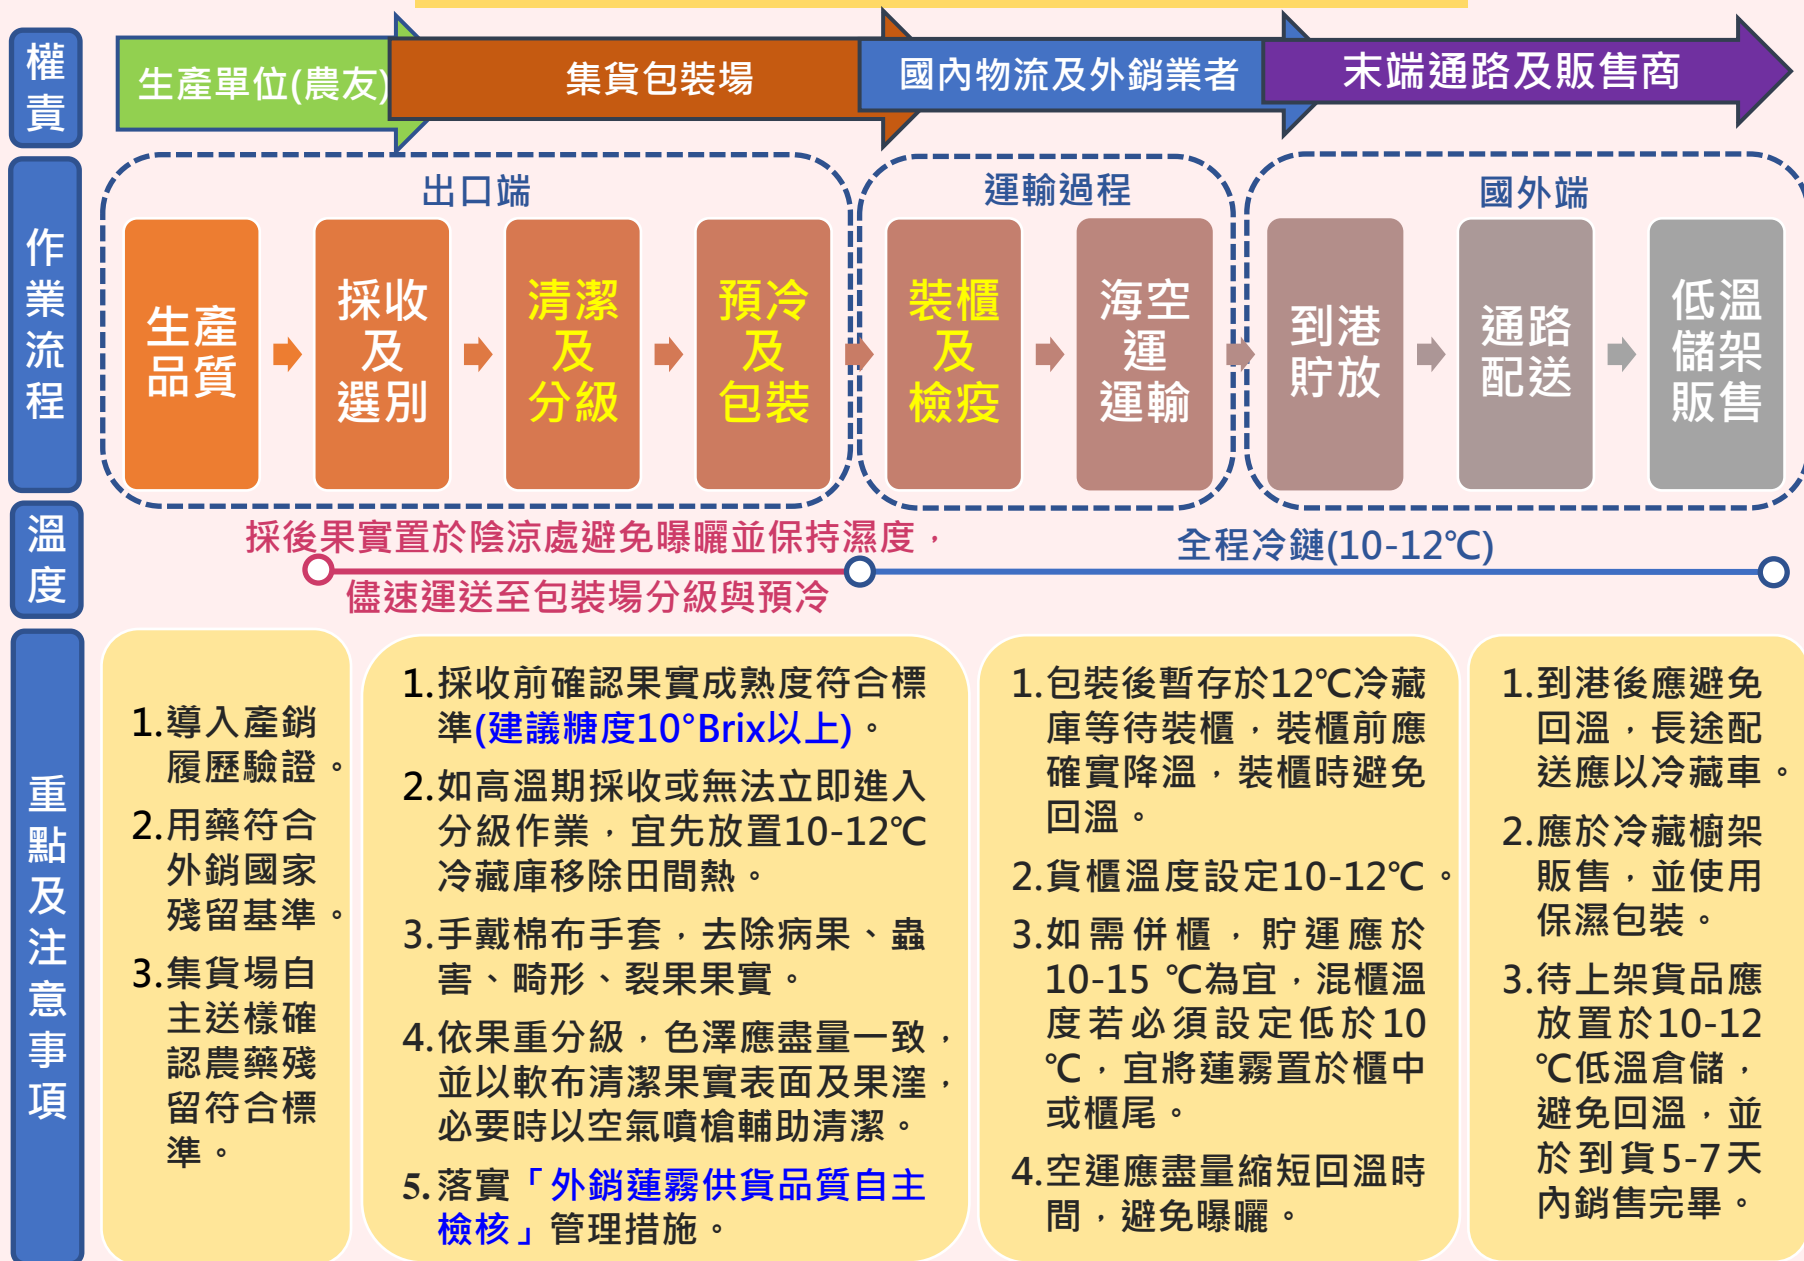 權責
生產單位(農友)
集貨包裝場
國內物流及外銷業者
末端通路及販售商
作業流程
出口端
運輸過程
國外端
生產
品質
採收
及
選別
清潔
及
分級
預冷
及
包裝
裝櫃
及
檢疫
海空
運
運輸
到港
貯放
通路
配送
低溫
儲架
販售
溫度
採後果實置於陰涼處避免曝曬並保持濕度，
儘速運送至包裝場分級與預冷
全程冷鏈(10-12℃)
重點及注意事項
1.導入產銷
履歷驗證。
2.用藥符合
外銷國家
殘留基準。
3.集貨場自
主送樣確
認農藥殘
留符合標
準。
1.採收前確認果實成熟度符合標
準(建議糖度10°Brix以上)。
2.如高溫期採收或無法立即進入
分級作業，宜先放置10-12℃
冷藏庫移除田間熱。
3.手戴棉布手套，去除病果、蟲
害、畸形、裂果果實。
4.依果重分級，色澤應盡量一致，
並以軟布清潔果實表面及果漥，
必要時以空氣噴槍輔助清潔。
5.落實「外銷蓮霧供貨品質自主
檢核」管理措施。
1.包裝後暫存於12℃冷藏
庫等待裝櫃，裝櫃前應
確實降溫，裝櫃時避免
回溫。
2.貨櫃溫度設定10-12℃。
3.如需併櫃，貯運應於
10-15 ℃為宜，混櫃溫
度若必須設定低於10
℃，宜將蓮霧置於櫃中
或櫃尾。
4.空運應盡量縮短回溫時
間，避免曝曬。
1.到港後應避免
回溫，長途配
送應以冷藏車。
2.應於冷藏櫥架
販售，並使用
保濕包裝。
3.待上架貨品應
放置於10-12
℃低溫倉儲，
避免回溫，並
於到貨5-7天
內銷售完畢。